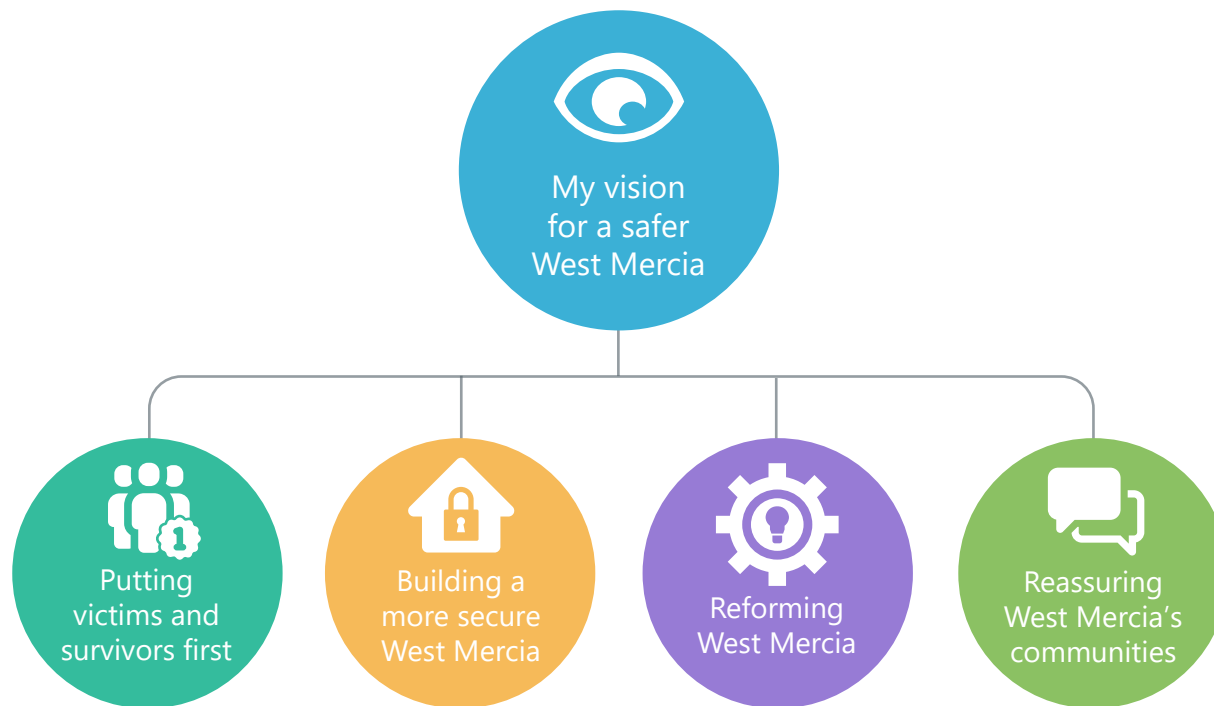 My vision
for a safer
West Mercia
1
Putting
victims and
survivors first
Building a
more secure
West Mercia
Reforming
West Mercia
Reassuring
West Mercia’s
communities